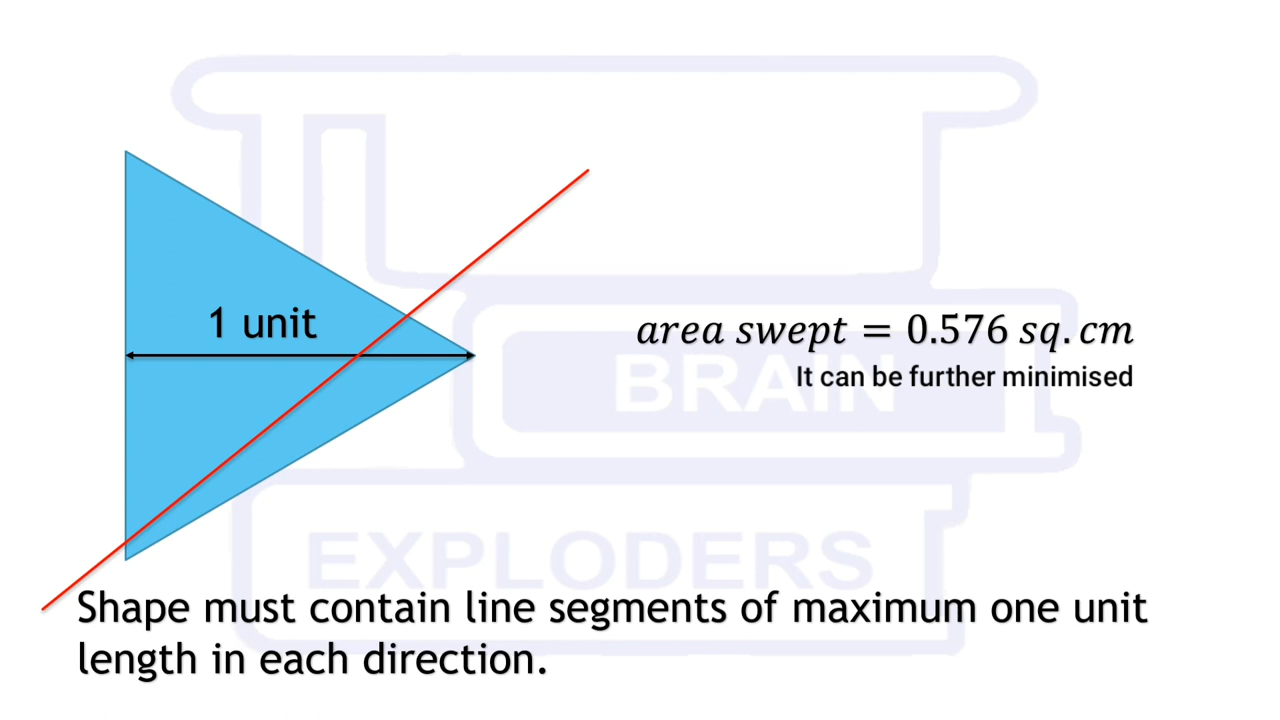 1 unit
area swept = 0.576 sq. cm
It can be further minimised
BRAIN
EXPLODERS
Shape must contain line segments of maximum one unit
length in each direction.